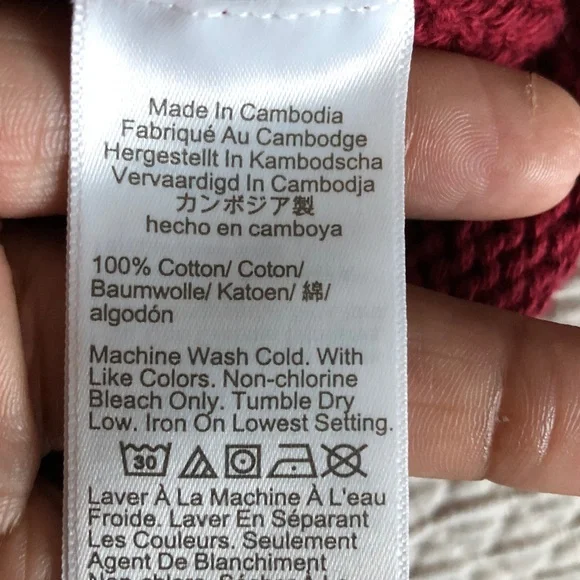 Made In Cambodia
Fabriqué Au Cambodge
Hergestellt In Kambodscha
Vervaardigd In Cambodja
カンボジア製
hecho en camboya
100% Cotton/ Coton/
Baumwolle/ Katoen/ 綿/
algodón
Machine Wash Cold. With
Like Colors. Non-chlorine
Bleach Only. Tumble Dry
Low. Iron On Lowest Setting.
30
Laver À La Machine À L'eau
Froide. Laver En Séparant
Les Couleurs. Seulement
Agent De Blanchiment